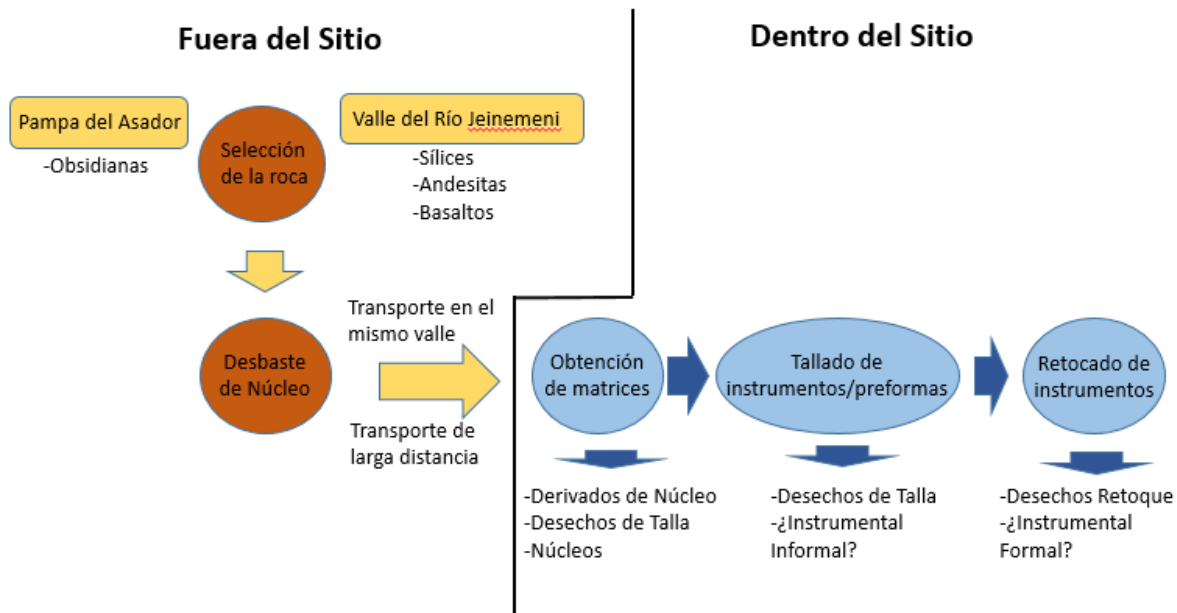 Fuera del Sitio
Dentro del Sitio
Pampa del Asador
-Obsidianas
Selección
de la roca
Valle del Río Jeinemeni
-Sílices
-Andesitas
-Basaltos
Desbaste
de Núcleo
Transporte en el
mismo valle
Transporte de
larga distancia
Obtención
de matrices
Tallado de
instrumentos/preformas
Retocado de
instrumentos
-Derivados de Núcleo
-Desechos de Talla
-Núcleos
-Desechos de Talla
-¿Instrumental
Informal?
-Desechos Retoque
-¿Instrumental
Formal?